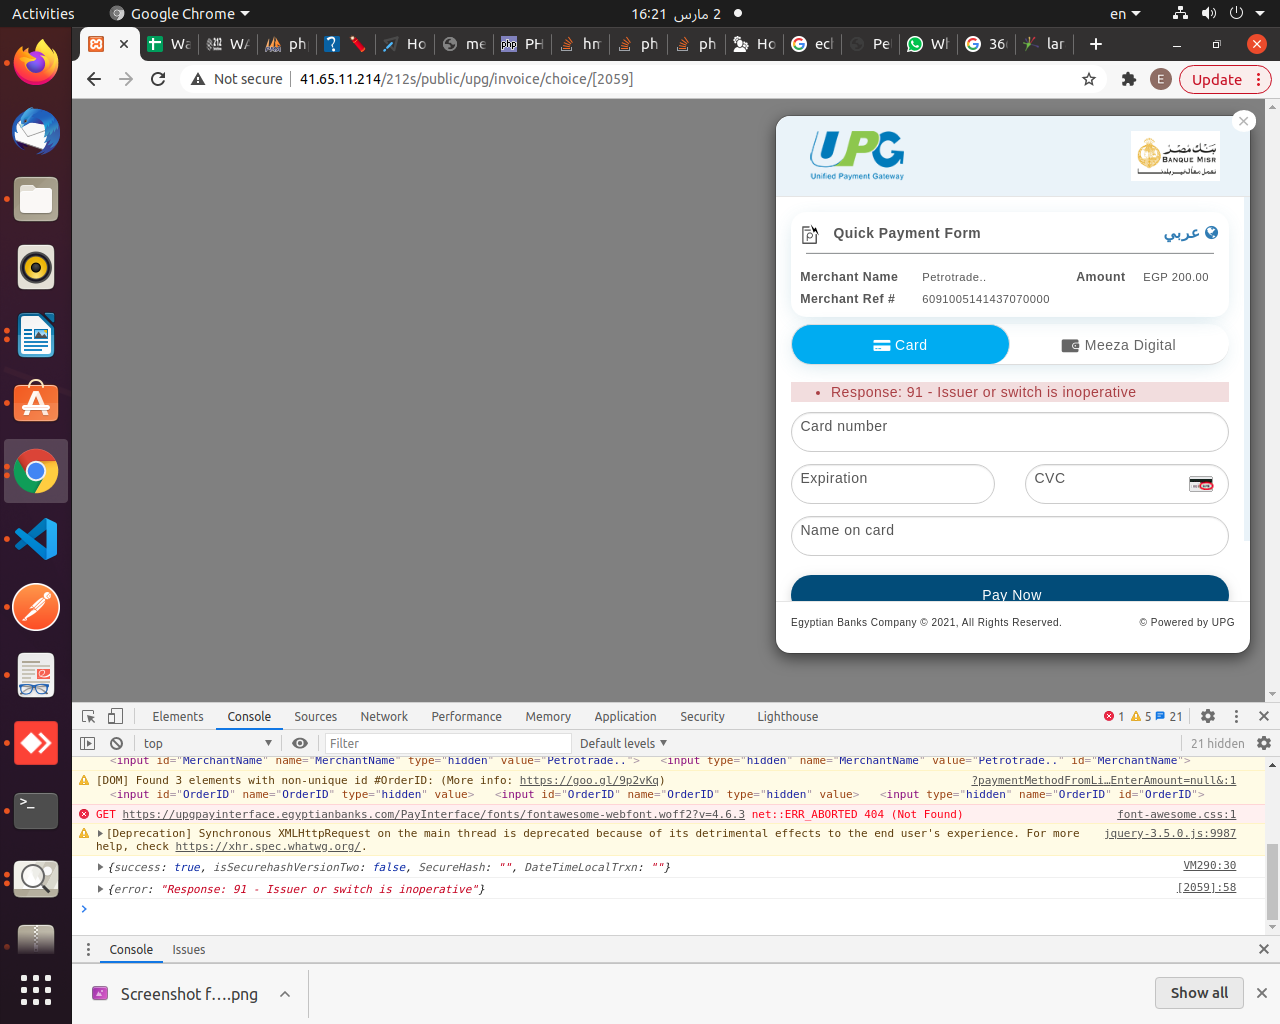 Activities
Google Chrome
2 مارس 16:21
en
Wa
WA
ph
Ho
me
PH
hm
ph
ph
Ho
ecl
Pe
Wh
360
lar
Not secure
41.65.11.214/212s/public/upg/invoice/choice/[2059]
E
Update
UPG
Unified Payment Gateway
بنك مصر
BANQUE MISR
Quick Payment Form
عربي
Merchant Name Petrotrade.. Amount EGP 200.00
Merchant Ref # 6091005141437070000
Card
Meeza Digital
Response: 91 - Issuer or switch is inoperative
Card number
Expiration
CVC
Name on card
Pay Now
Egyptian Banks Company © 2021, All Rights Reserved.
© Powered by UPG
Elements Console Sources Network Performance Memory Application Security Lighthouse 1 5 21
top Filter Default levels 21 hidden
<input id="MerchantName" name="MerchantName" type="hidden" value="Petrotrade.."> <input type="hidden" name="MerchantName" value="Petrotrade.." id="MerchantName">
[DOM] Found 3 elements with non-unique id #OrderID: (More info: https://goo.gl/9p2vKq) ?paymentMethodFromLi…EnterAmount=null&:1
<input id="OrderID" name="OrderID" type="hidden" value> <input id="OrderID" name="OrderID" type="hidden" value> <input type="hidden" name="OrderID" id="OrderID">
GET https://upgpayinterface.egyptianbanks.com/PayInterface/fonts/fontawesome-webfont.woff2?v=4.6.3 net::ERR_ABORTED 404 (Not Found) font-awesome.css:1
[Deprecation] Synchronous XMLHttpRequest on the main thread is deprecated because of its detrimental effects to the end user's experience. For more jquery-3.5.0.js:9987
help, check https://xhr.spec.whatwg.org/.
{success: true, isSecurehashVersionTwo: false, SecureHash: "", DateTimeLocalTrxn: ""} VM290:30
{error: "Response: 91 - Issuer or switch is inoperative"} [2059]:58
Console Issues
Screenshot f….png
Show all